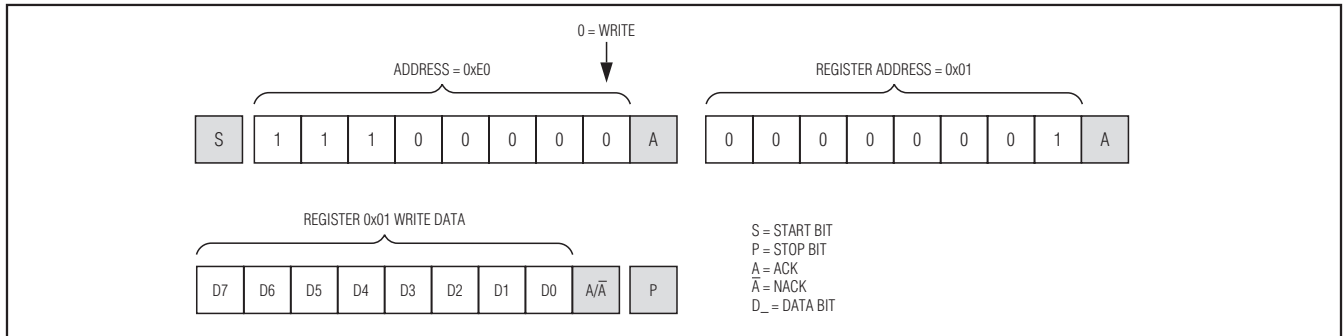 0 = WRITE
ADDRESS = 0xE0
REGISTER ADDRESS = 0x01
S 1 1 1 0 0 0 0 0 A 0 0 0 0 0 0 0 1 A
REGISTER 0x01 WRITE DATA
D7 D6 D5 D4 D3 D2 D1 D0 A/A̅ P
S = START BIT
P = STOP BIT
A = ACK
A̅ = NACK
D_ = DATA BIT